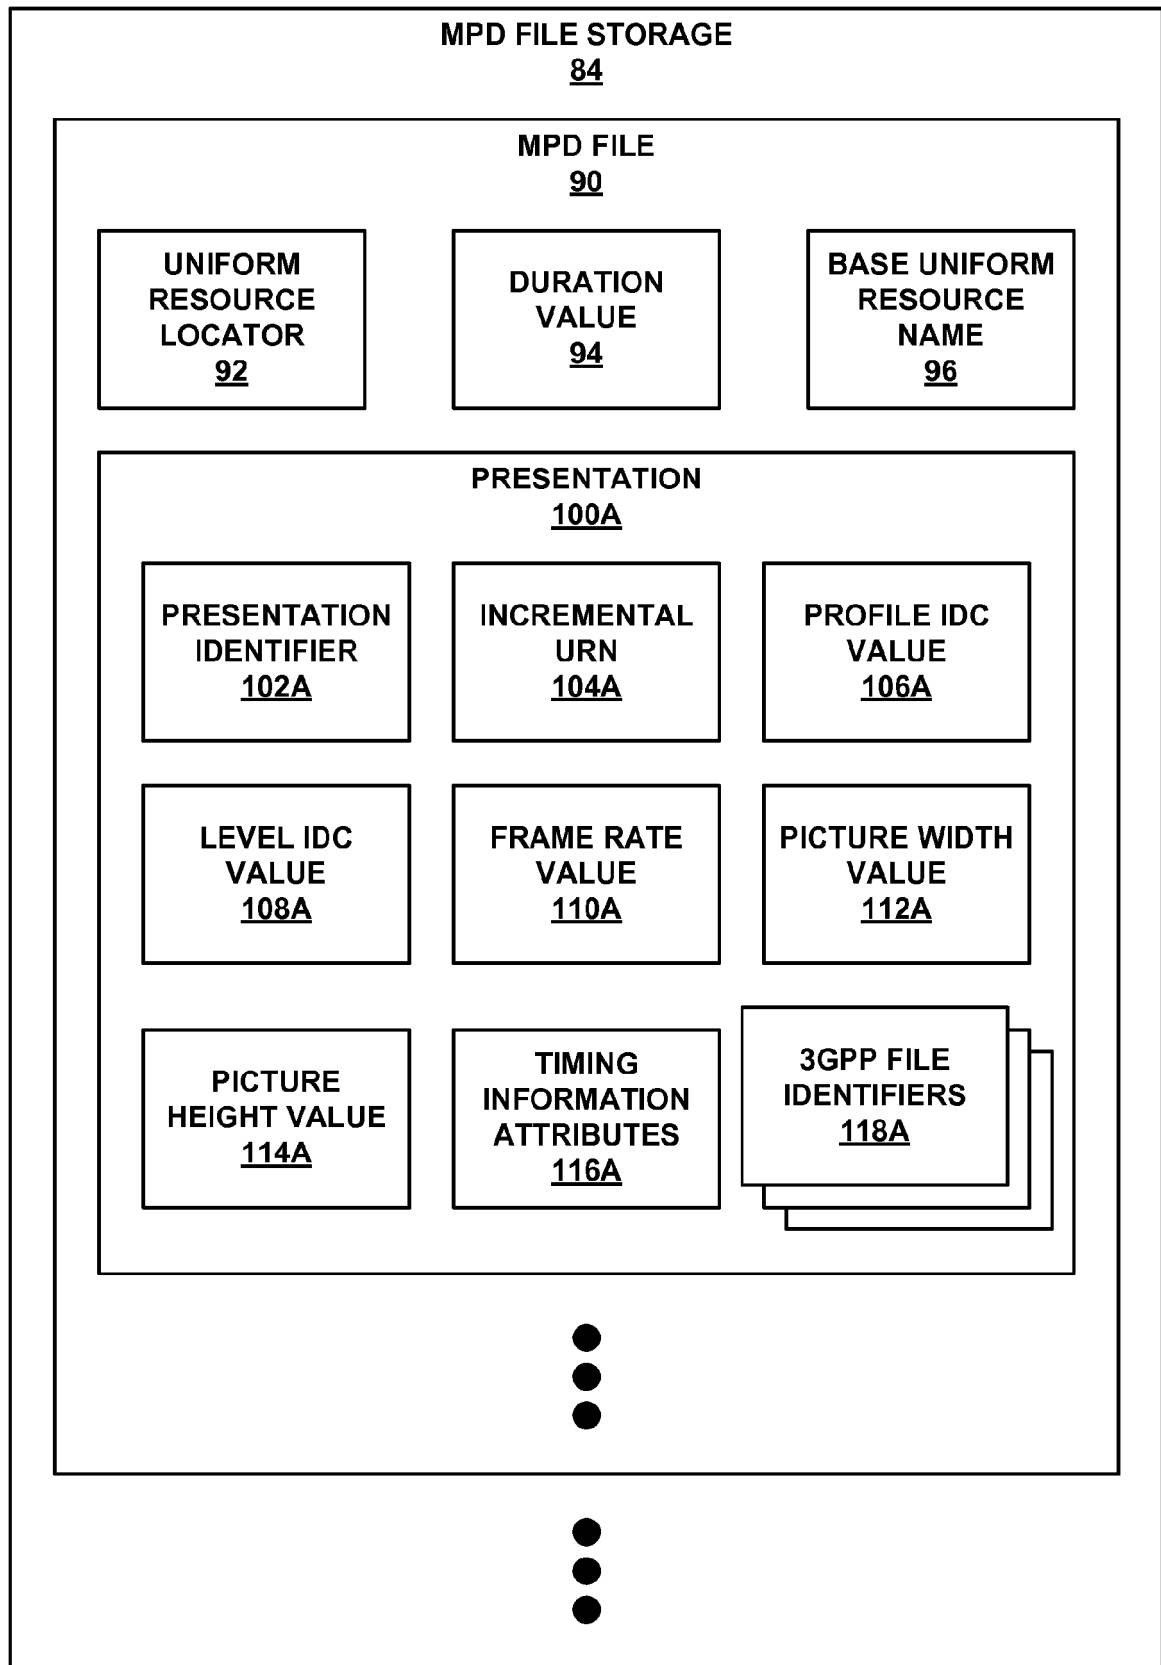 MPD FILE STORAGE
84
MPD FILE
90
UNIFORM
RESOURCE
LOCATOR
92
DURATION
VALUE
94
BASE UNIFORM
RESOURCE
NAME
96
PRESENTATION
100A
PRESENTATION
IDENTIFIER
102A
INCREMENTAL
URN
104A
PROFILE IDC
VALUE
106A
LEVEL IDC
VALUE
108A
FRAME RATE
VALUE
110A
PICTURE WIDTH
VALUE
112A
PICTURE
HEIGHT VALUE
114A
TIMING
INFORMATION
ATTRIBUTES
116A
3GPP FILE
IDENTIFIERS
118A